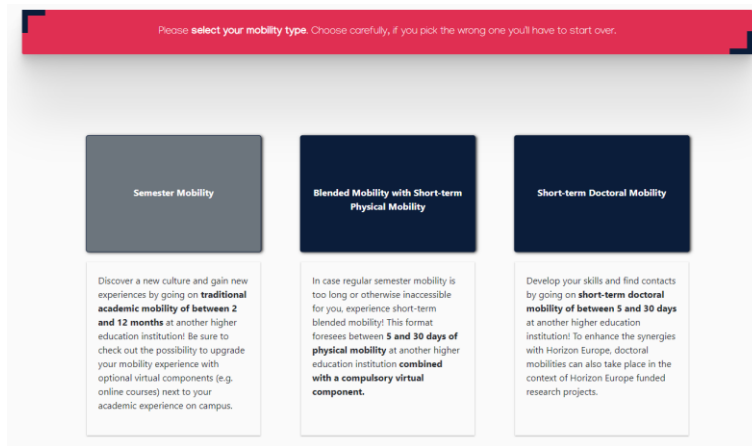 Please select your mobility type. Choose carefully, if you pick the wrong one you'll have to start over.
Semester Mobility
Discover a new culture and gain new
experiences by going on traditional
academic mobility of between 2
and 12 months at another higher
education institution! Be sure to
check out the possibility to upgrade
your mobility experience with
optional virtual components (e.g.
online courses) next to your
academic experience on campus.
Blended Mobility with Short-term
Physical Mobility
In case regular semester mobility is
too long or otherwise inaccessible
for you, experience short-term
blended mobility! This format
foresees between 5 and 30 days of
physical mobility at another higher
education institution combined
with a compulsory virtual
component.
Short-term Doctoral Mobility
Develop your skills and find contacts
by going on short-term doctoral
mobility of between 5 and 30 days
at another higher education
institution! To enhance the synergies
with Horizon Europe, doctoral
mobilities can also take place in the
context of Horizon Europe funded
research projects.